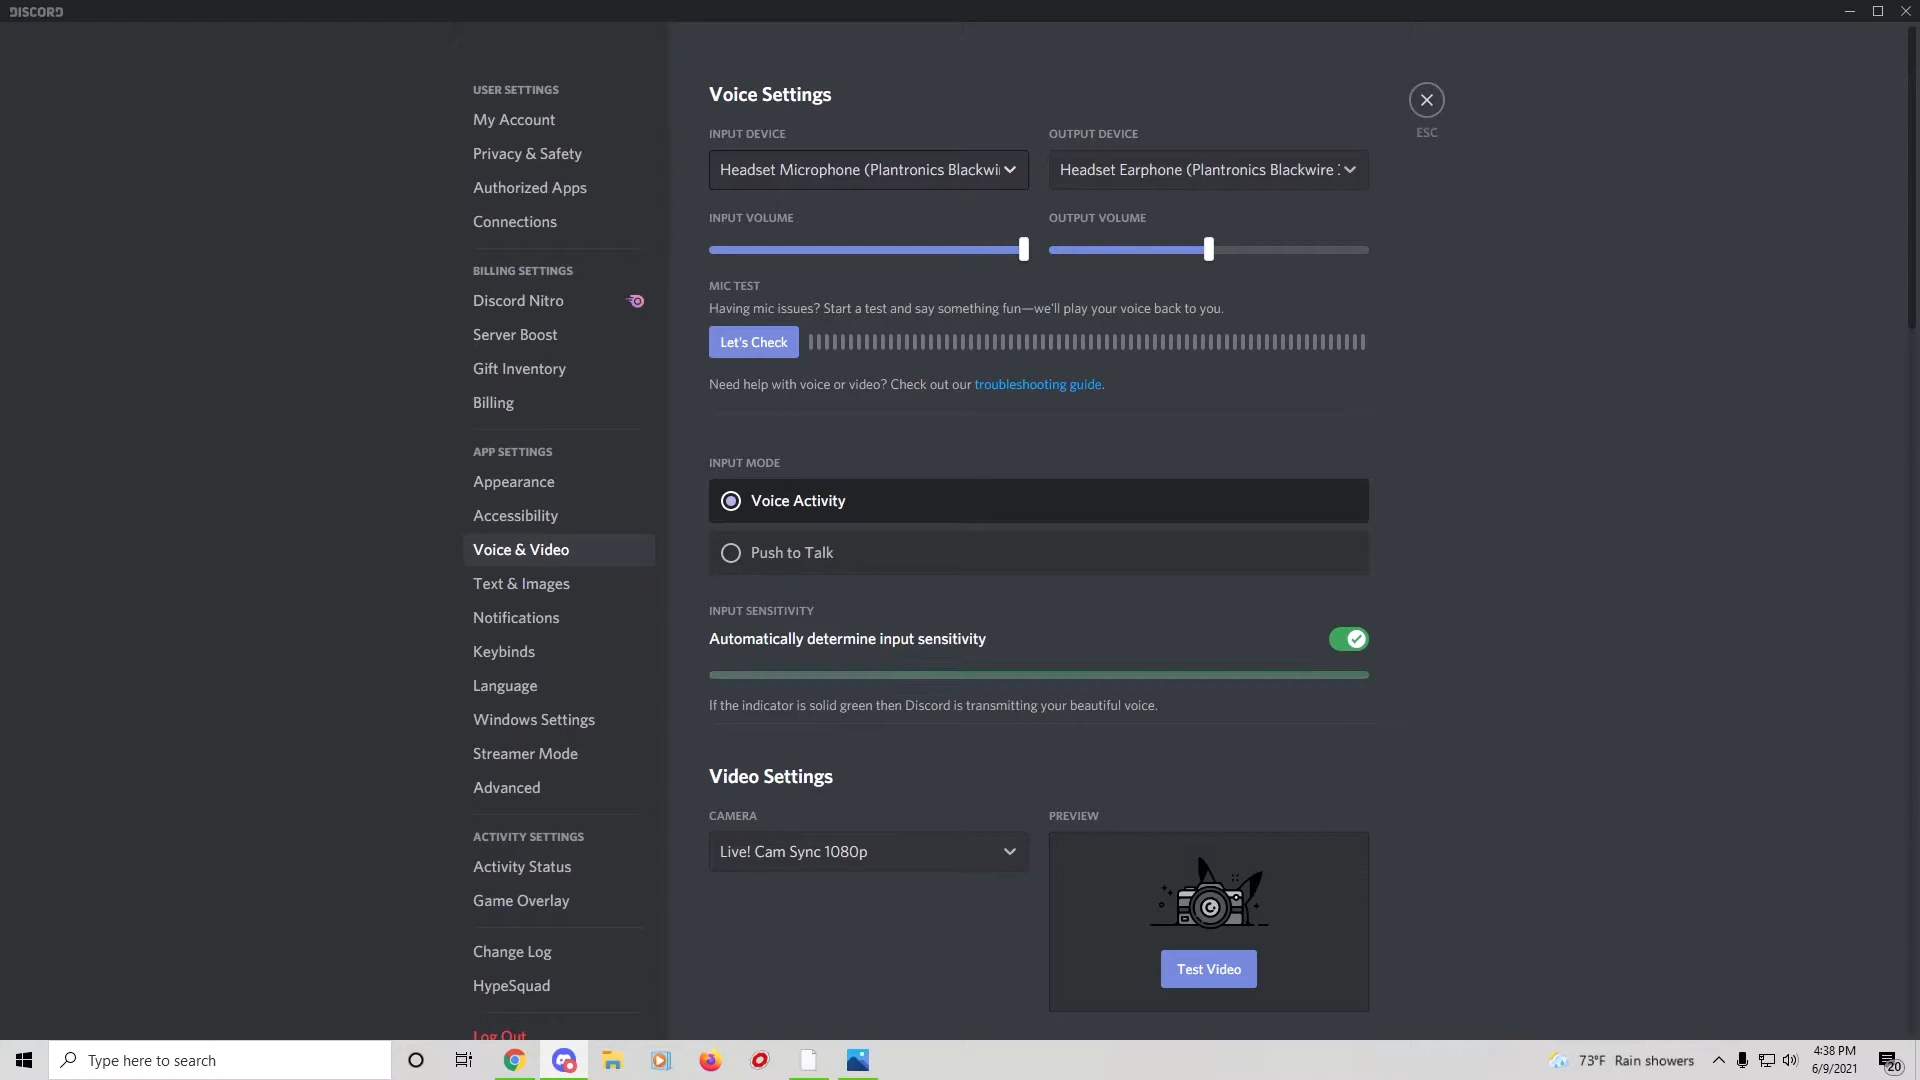 DISCORD
USER SETTINGS
My Account
Privacy & Safety
Authorized Apps
Connections
BILLING SETTINGS
Discord Nitro
Server Boost
Gift Inventory
Billing
APP SETTINGS
Appearance
Accessibility
Voice & Video
Text & Images
Notifications
Keybinds
Language
Windows Settings
Streamer Mode
Advanced
ACTIVITY SETTINGS
Activity Status
Game Overlay
Change Log
HypeSquad
Log Out
Voice Settings
ESC
INPUT DEVICE
OUTPUT DEVICE
Headset Microphone (Plantronics Blackwi
Headset Earphone (Plantronics Blackwire
INPUT VOLUME
OUTPUT VOLUME
MIC TEST
Having mic issues? Start a test and say something fun—we'll play your voice back to you.
Let's Check
Need help with voice or video? Check out our troubleshooting guide.
INPUT MODE
Voice Activity
Push to Talk
INPUT SENSITIVITY
Automatically determine input sensitivity
If the indicator is solid green then Discord is transmitting your beautiful voice.
Video Settings
CAMERA
PREVIEW
Live! Cam Sync 1080p
Test Video
Type here to search
73°F Rain showers
4:38 PM
6/9/2021
20